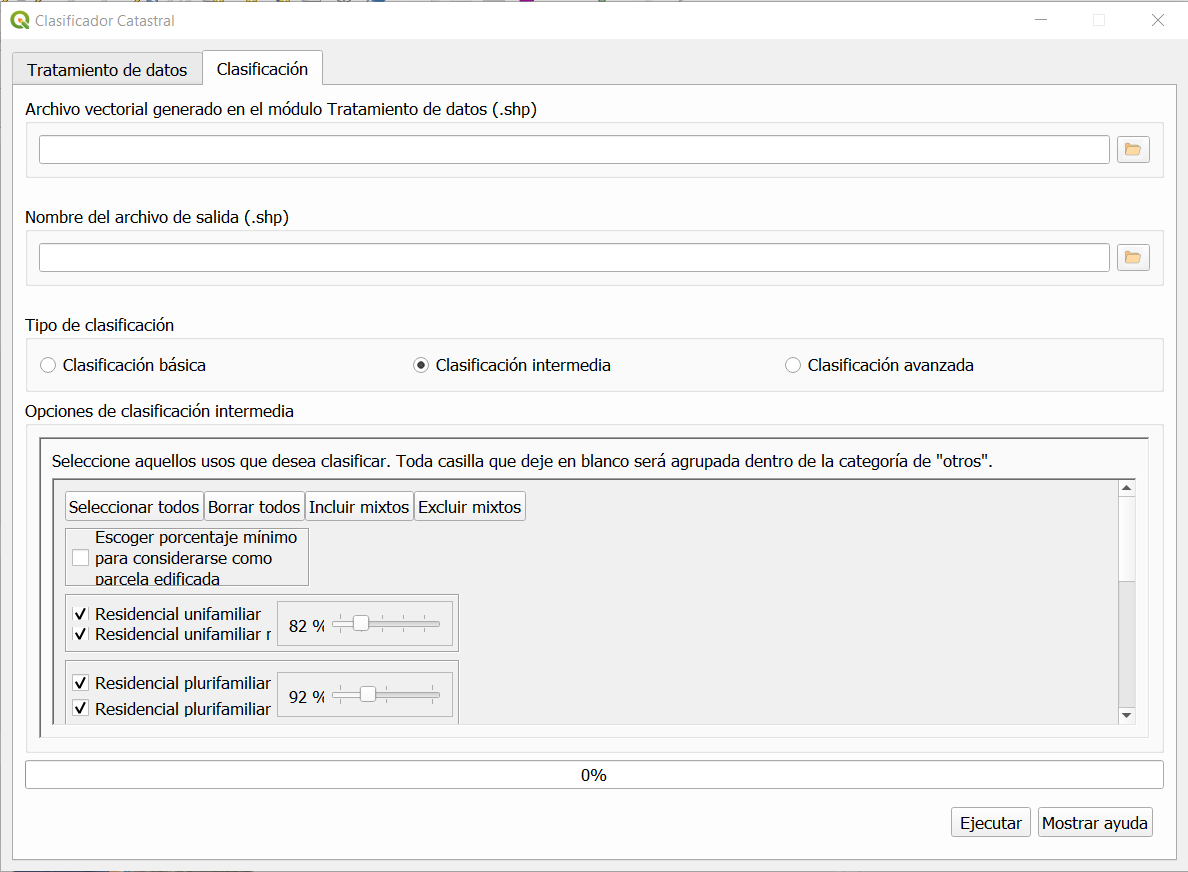 Clasificador Catastral
Tratamiento de datos
Clasificación
Archivo vectorial generado en el módulo Tratamiento de datos (.shp)
Nombre del archivo de salida (.shp)
Tipo de clasificación
Clasificación básica
Clasificación intermedia
Clasificación avanzada
Opciones de clasificación intermedia
Seleccione aquellos usos que desea clasificar. Toda casilla que deje en blanco será agrupada dentro de la categoría de "otros".
Seleccionar todos
Borrar todos
Incluir mixtos
Excluir mixtos
Escoger porcentaje mínimo
para considerarse como
parcela edificada
Residencial unifamiliar
Residencial unifamiliar r
82 %
Residencial plurifamiliar
Residencial plurifamiliar
92 %
0%
Ejecutar
Mostrar ayuda